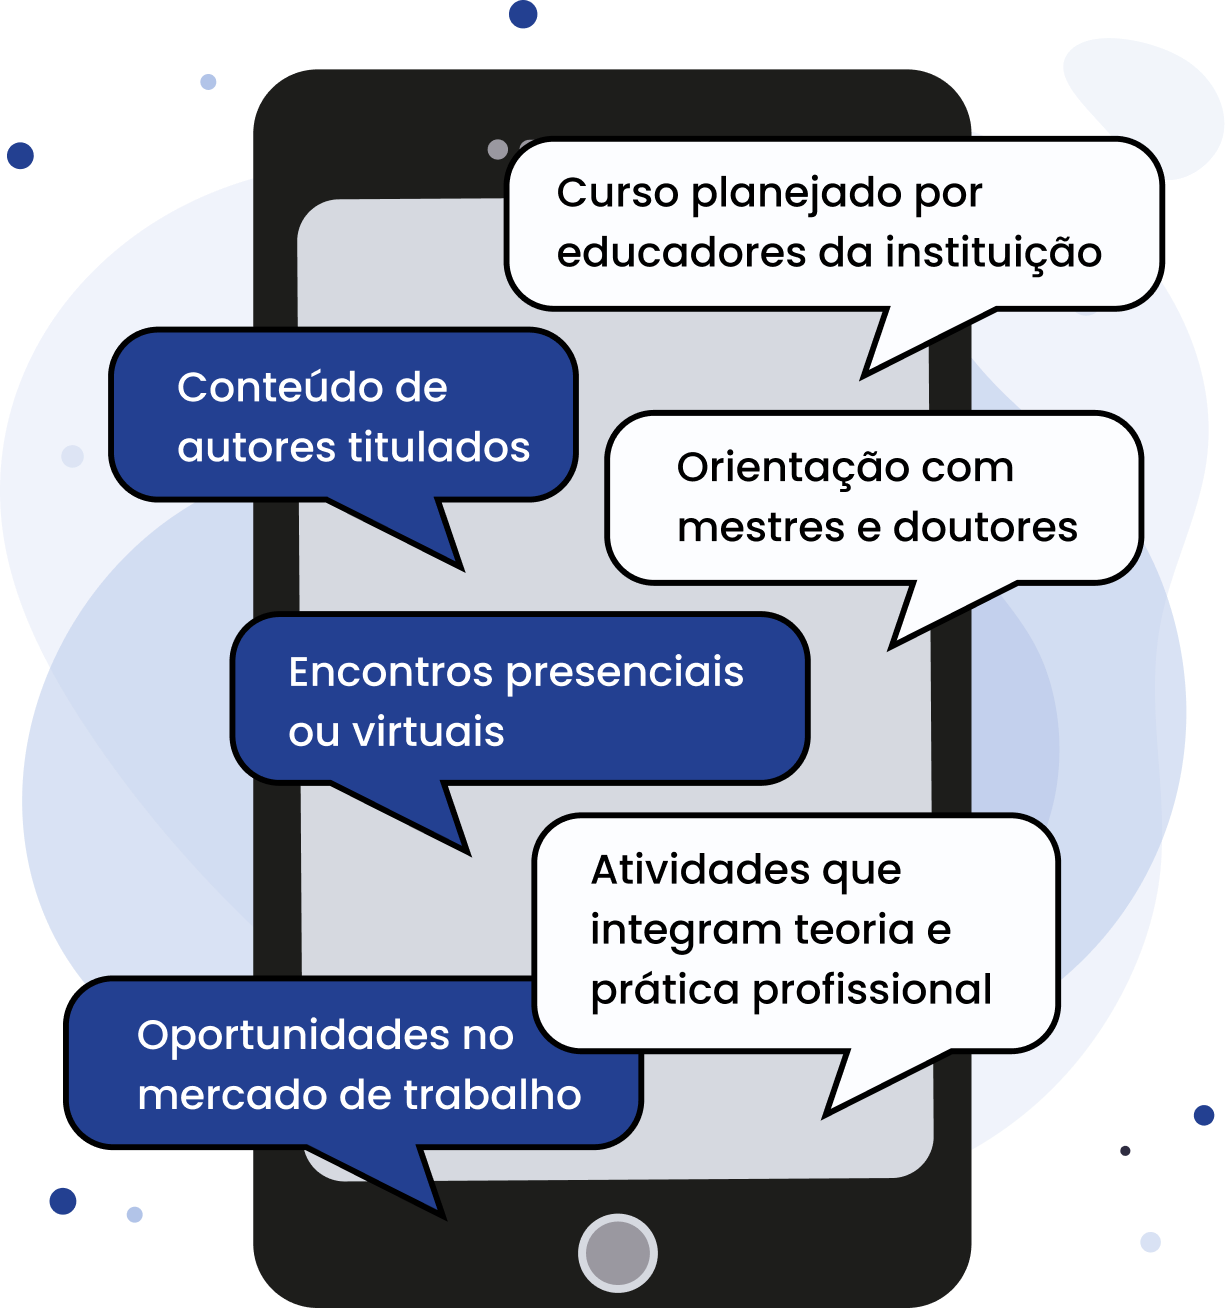 Curso planejado por
educadores da instituição
Conteúdo de
autores titulados
Orientação com
mestres e doutores
Encontros presenciais
ou virtuais
Atividades que
integram teoria e
prática profissional
Oportunidades no
mercado de trabalho